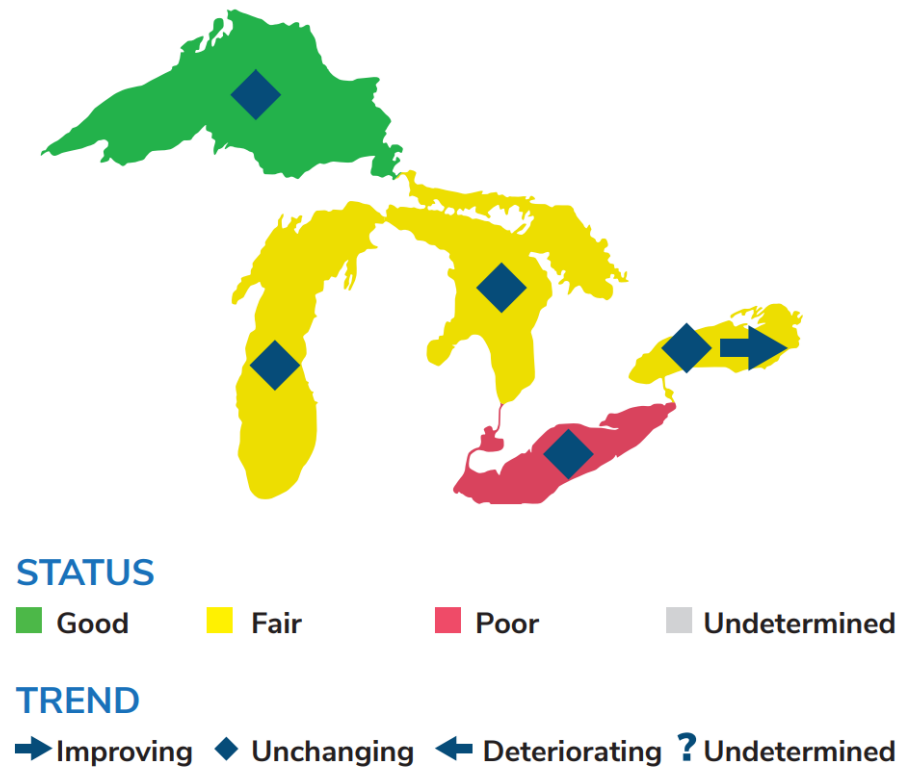 STATUS
Good Fair Poor Undetermined
TREND
Improving Unchanging Deteriorating ? Undetermined